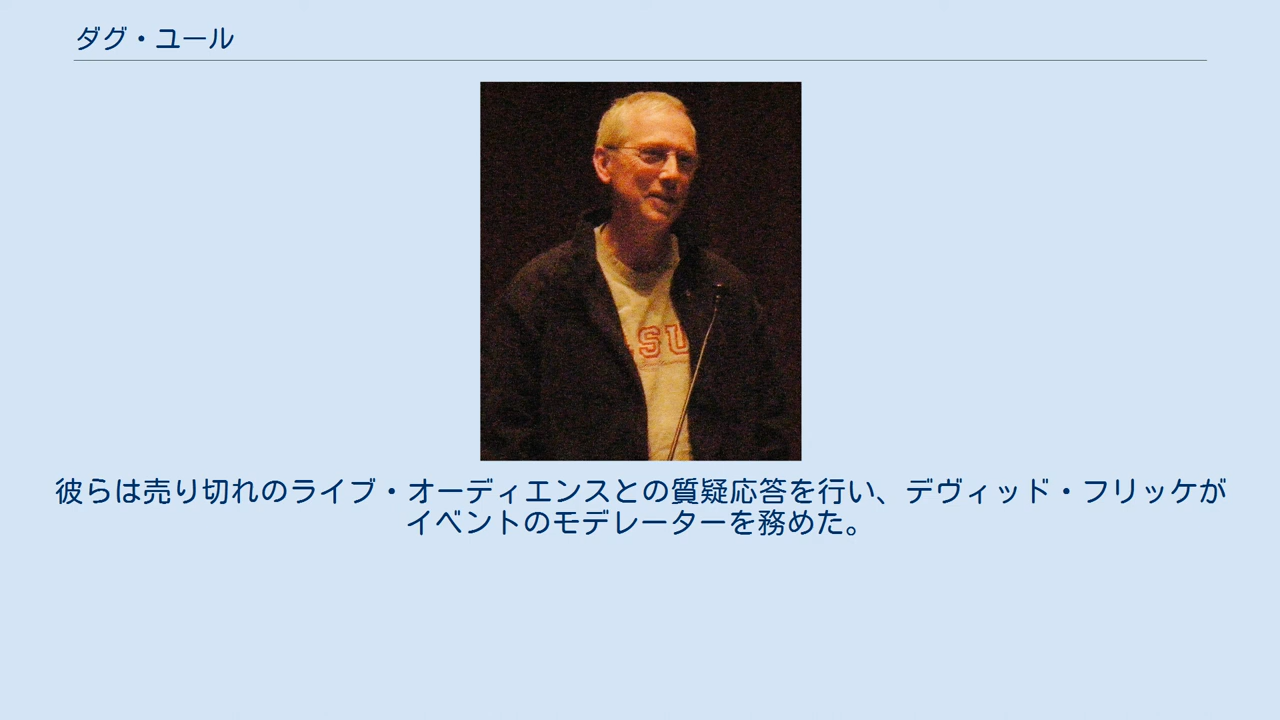 ダグ・ユール
SU
彼らは売り切れのライブ・オーディエンスとの質疑応答を行い、デヴィッド・フリッケが
イベントのモデレーターを務めた。